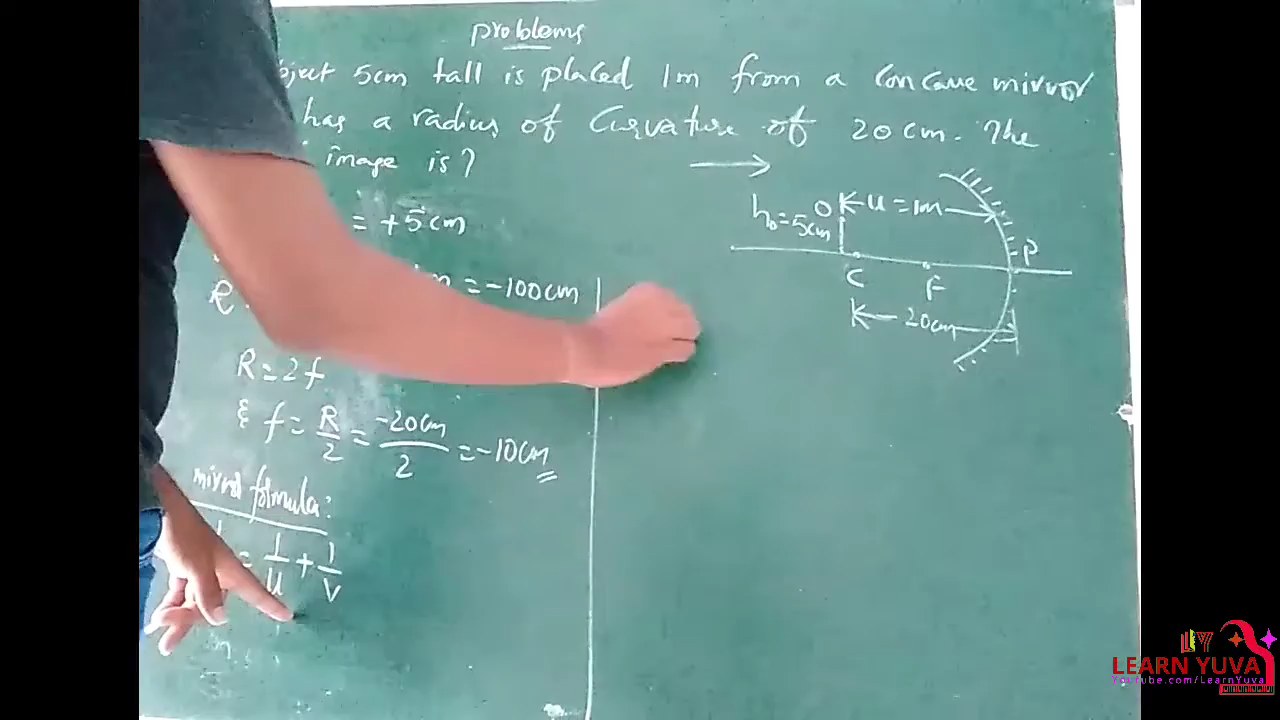 problems
bject 5cm tall is placed 1m from a concave mirror
has a radius of Curvature of 20cm. The
image is?
= +5cm
m = -100cm
R
R = 2f
& f = R/2 = -20cm/2 = -10cm
mirror formula:
= 1/u + 1/v
h₀ = 5cm
O
u = 1m
P
C
F
20cm
LY
LEARN YUVA
YouTube.com/LearnYuva